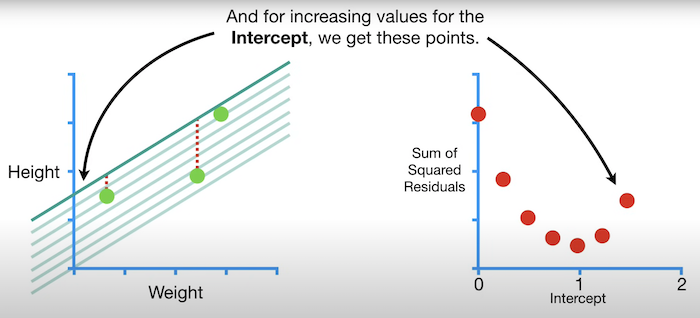 And for increasing values for the
Intercept, we get these points.
Height
Weight
Sum of
Squared
Residuals
0
1
2
Intercept